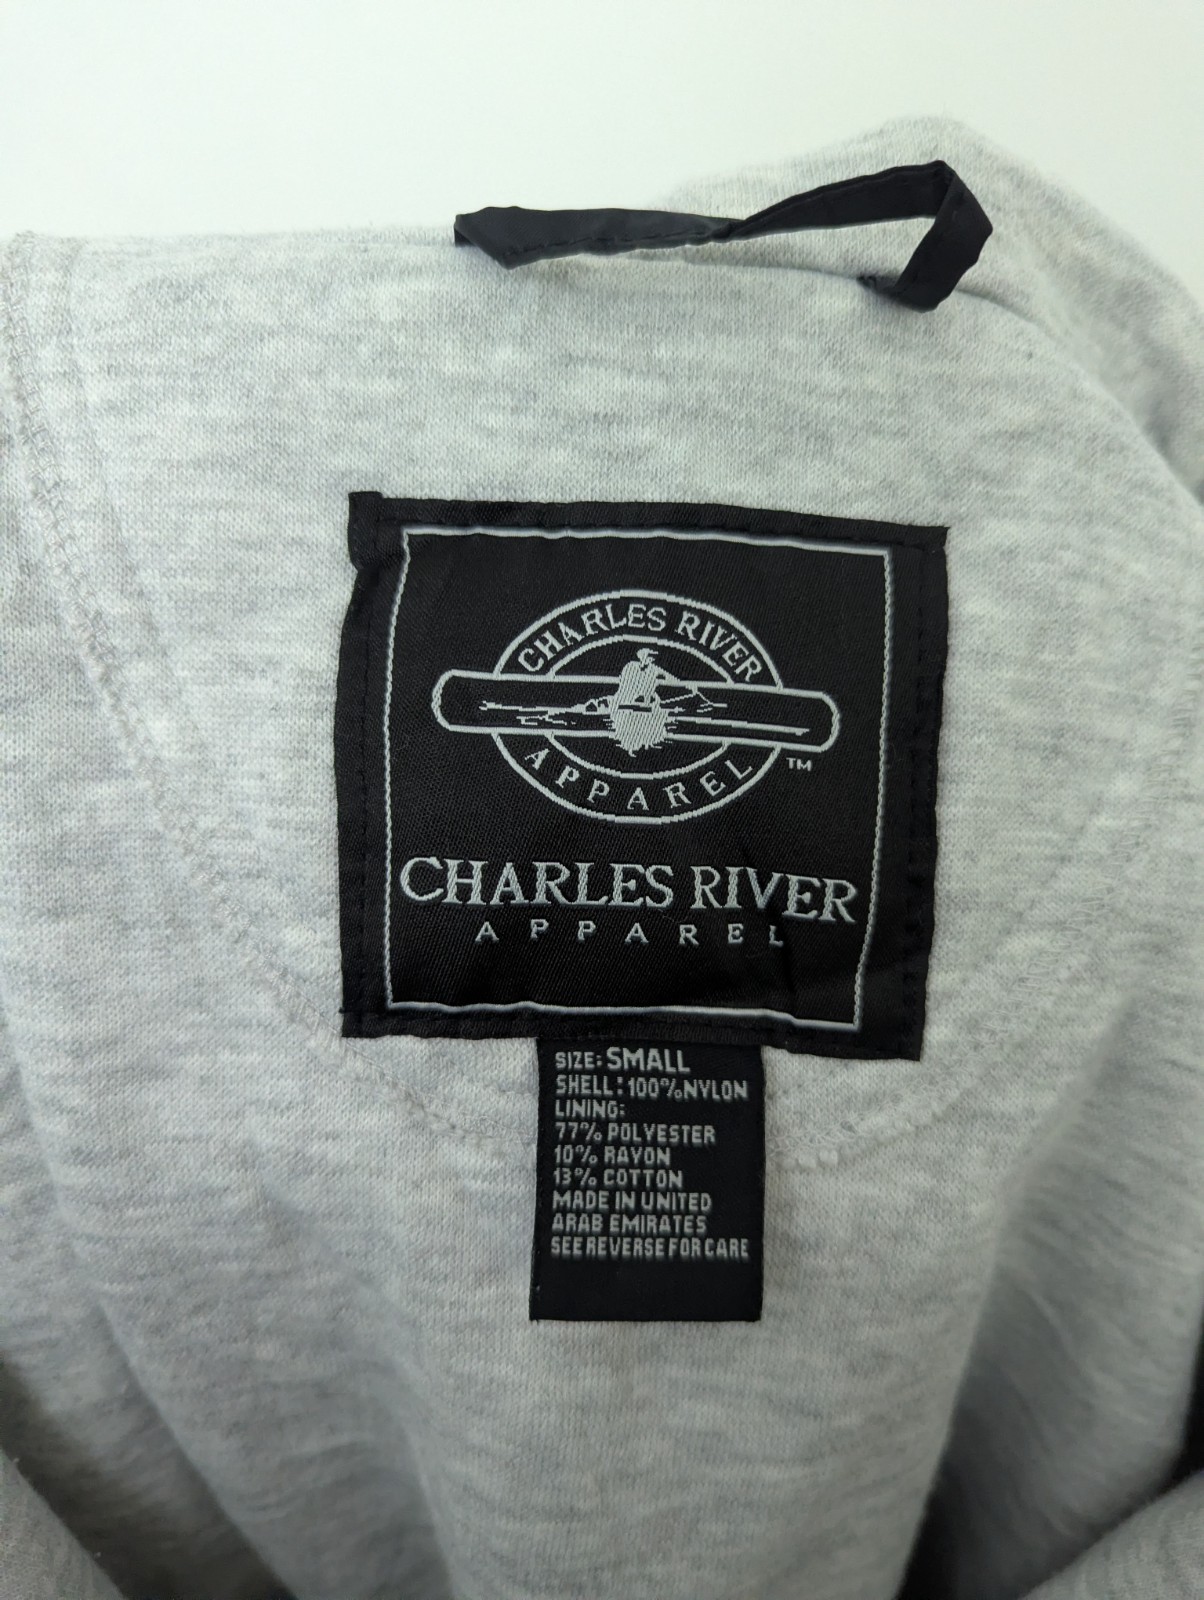 CHARLES RIVER
APPAREL
TM
CHARLES RIVER
APPAREL
SIZE: SMALL
SHELL: 100% NYLON
LINING:
77% POLYESTER
10% RAYON
13% COTTON
MADE IN UNITED
ARAB EMIRATES
SEE REVERSE FOR CARE